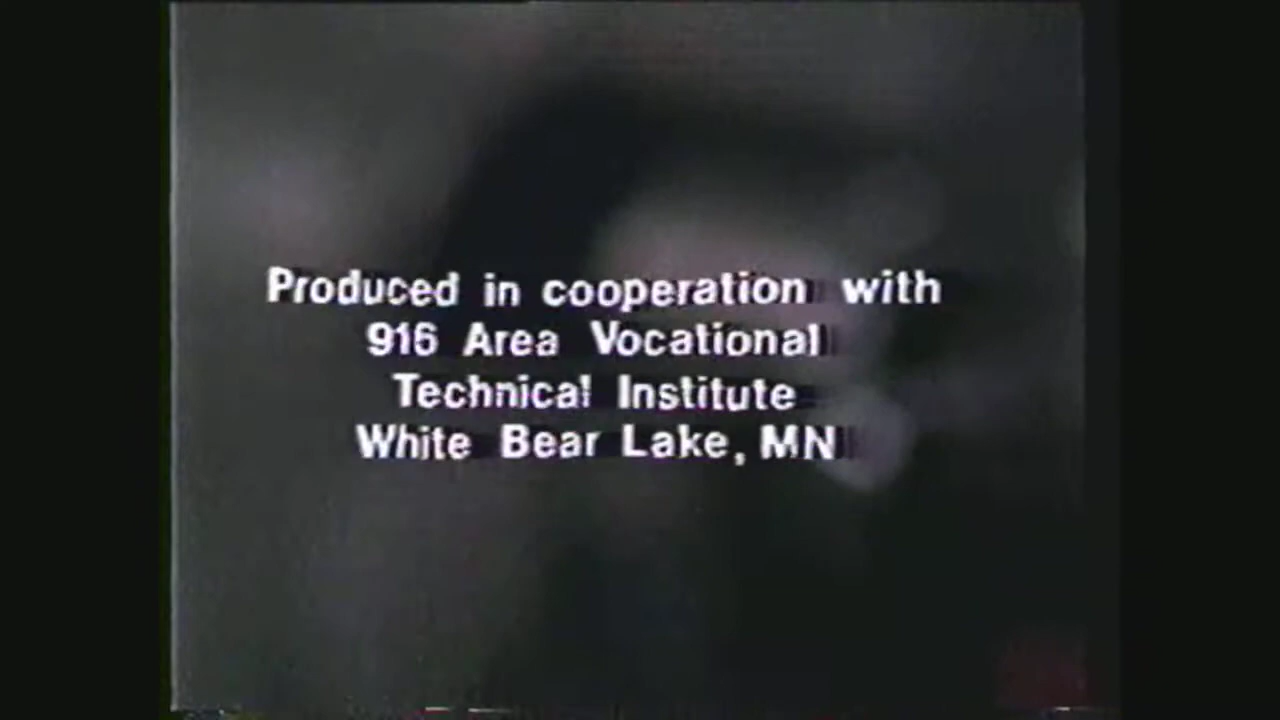 Produced in cooperation with
916 Area Vocational
Technical Institute
White Bear Lake, MN